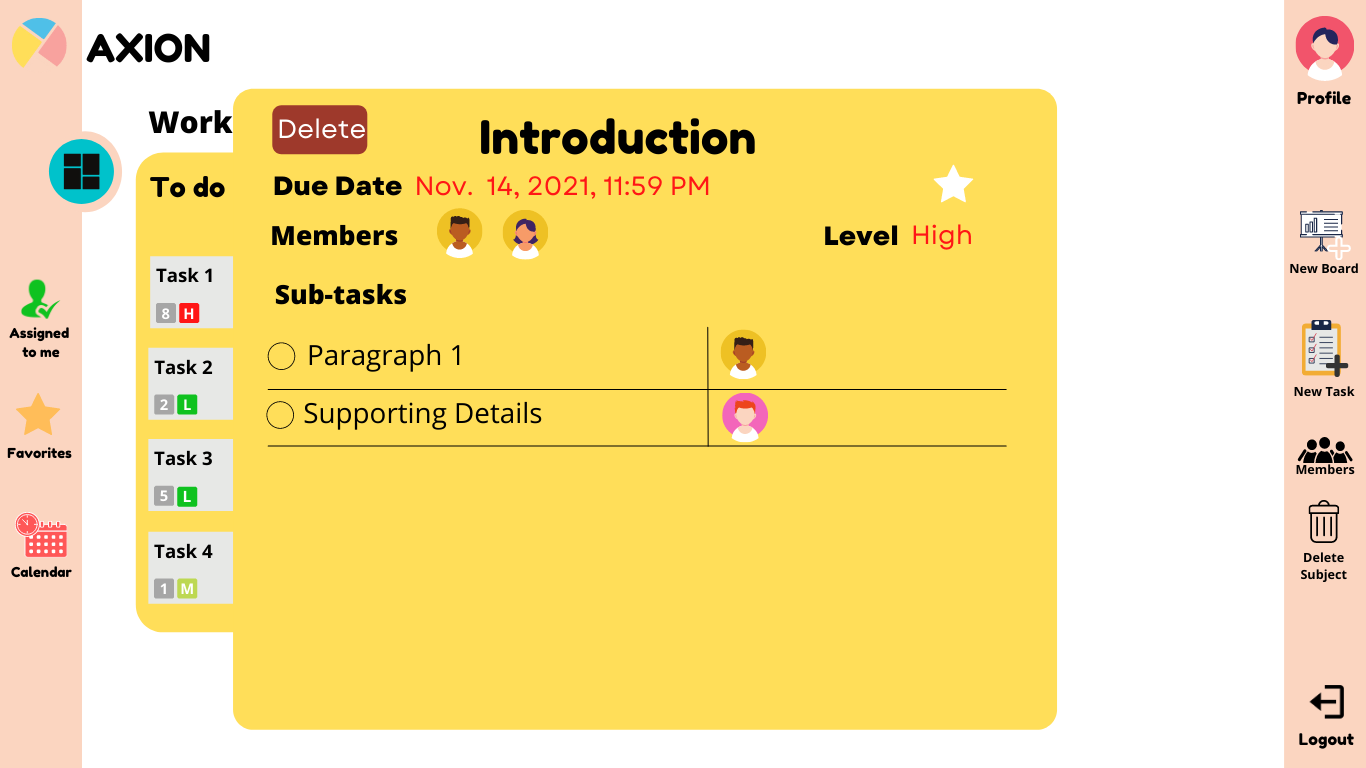 AXION
Profile
Work
Delete
Introduction
To do
Due Date Nov. 14, 2021, 11:59 PM
Members
Level High
Task 1
8 H
Sub-tasks
New Board
Assigned
to me
Paragraph 1
Task 2
2 L
Supporting Details
New Task
Favorites
Task 3
5 L
Members
Task 4
1 M
Calendar
Delete
Subject
Logout